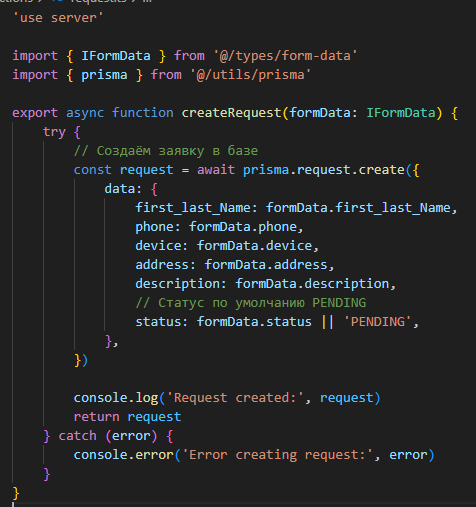 'use server'
import { IFormData } from '@/types/form-data'
import { prisma } from '@/utils/prisma'
export async function createRequest(formData: IFormData) {
try {
// Создаём заявку в базе
const request = await prisma.request.create({
data: {
first_last_Name: formData.first_last_Name,
phone: formData.phone,
device: formData.device,
address: formData.address,
description: formData.description,
// Статус по умолчанию PENDING
status: formData.status || 'PENDING',
},
})
console.log('Request created:', request)
return request
} catch (error) {
console.error('Error creating request:', error)
}
}